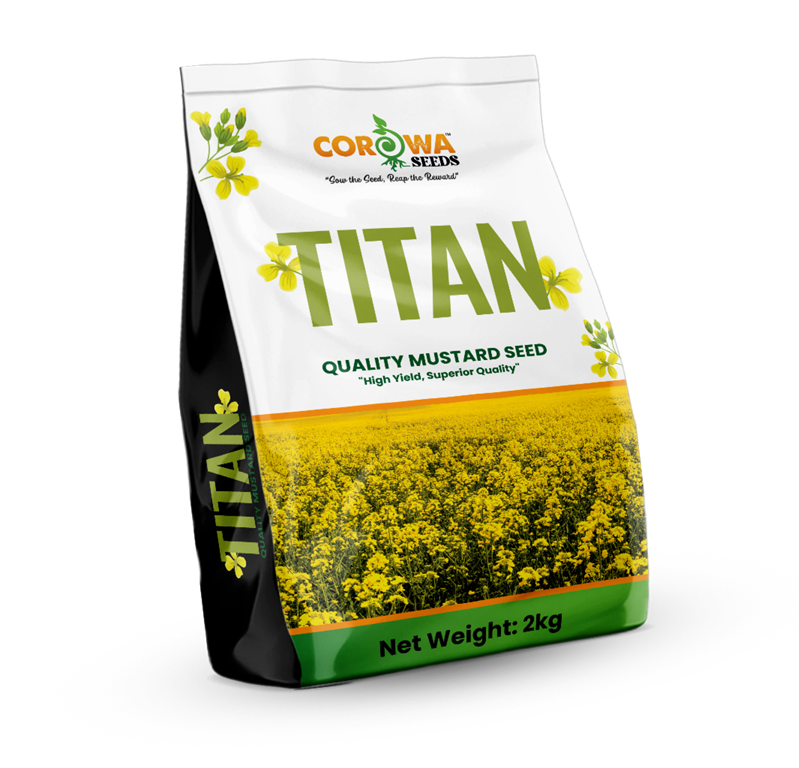 COROWA™
SEEDS
"Sow the Seed, Reap the Reward"
TITAN
QUALITY MUSTARD SEED
"High Yield, Superior Quality"
Net Weight: 2kg
TITAN
QUALITY MUSTARD SEED